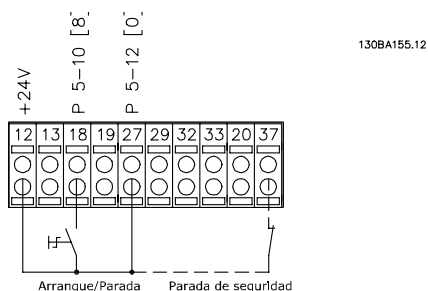 130BA155.12
+24V
P 5-10 [8]
P 5-12 [0]
12 13 18 19 27 29 32 33 20 37
Arranque/Parada
Parada de seguridad